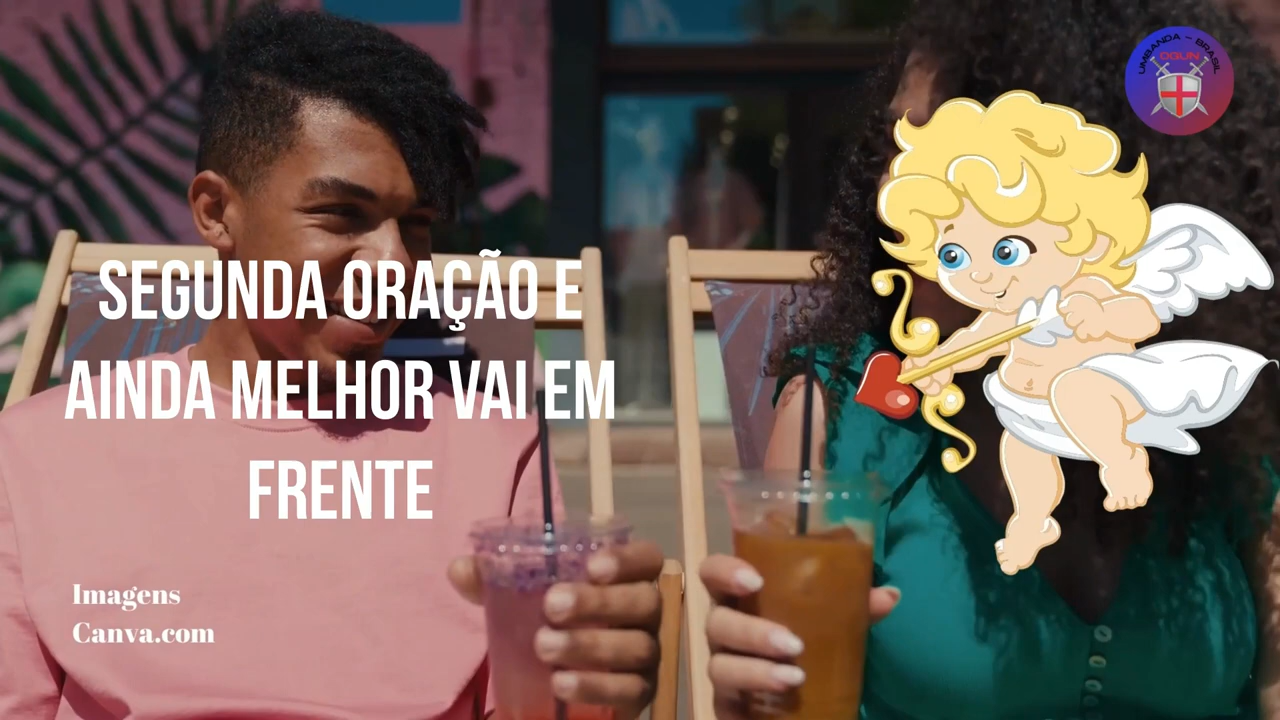 UMBANDA - BRASIL
OGUN
SEGUNDA ORAÇÃO E
AINDA MELHOR VAI EM
FRENTE
Imagens
Canva.com